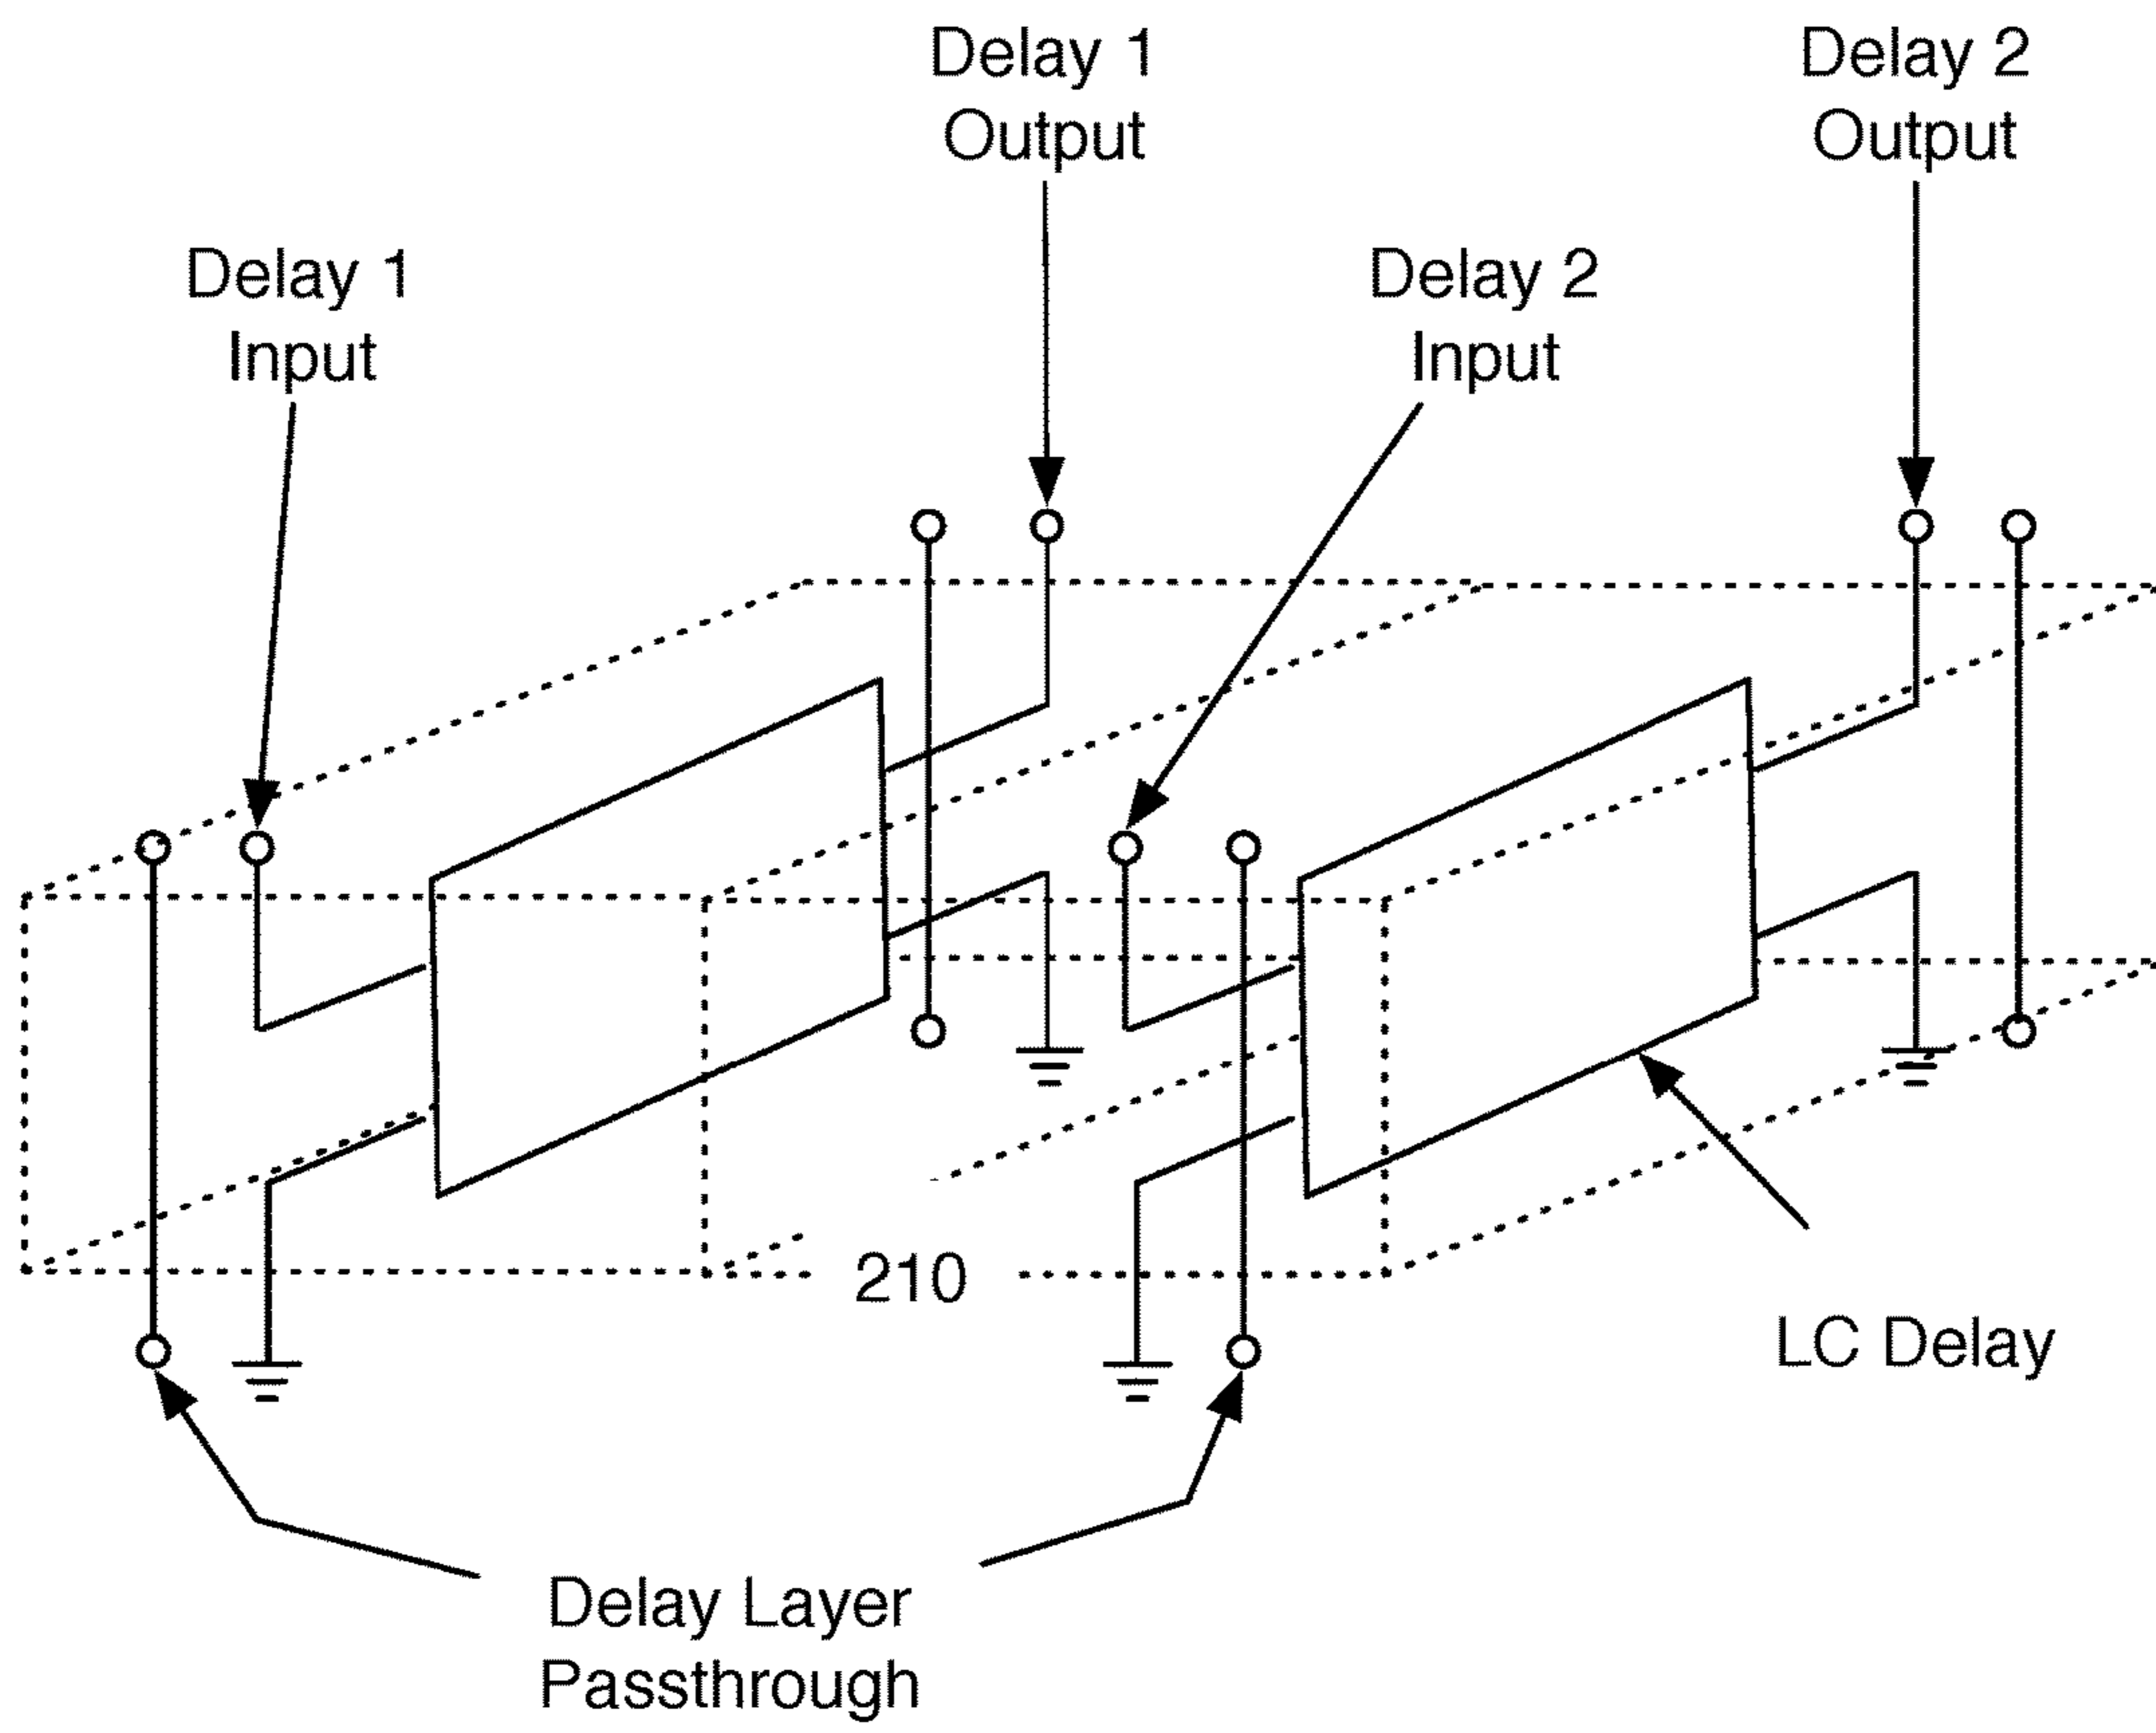 Delay 1
Output
Delay 2
Output
Delay 1
Input
Delay 2
Input
210
LC Delay
Delay Layer
Passthrough